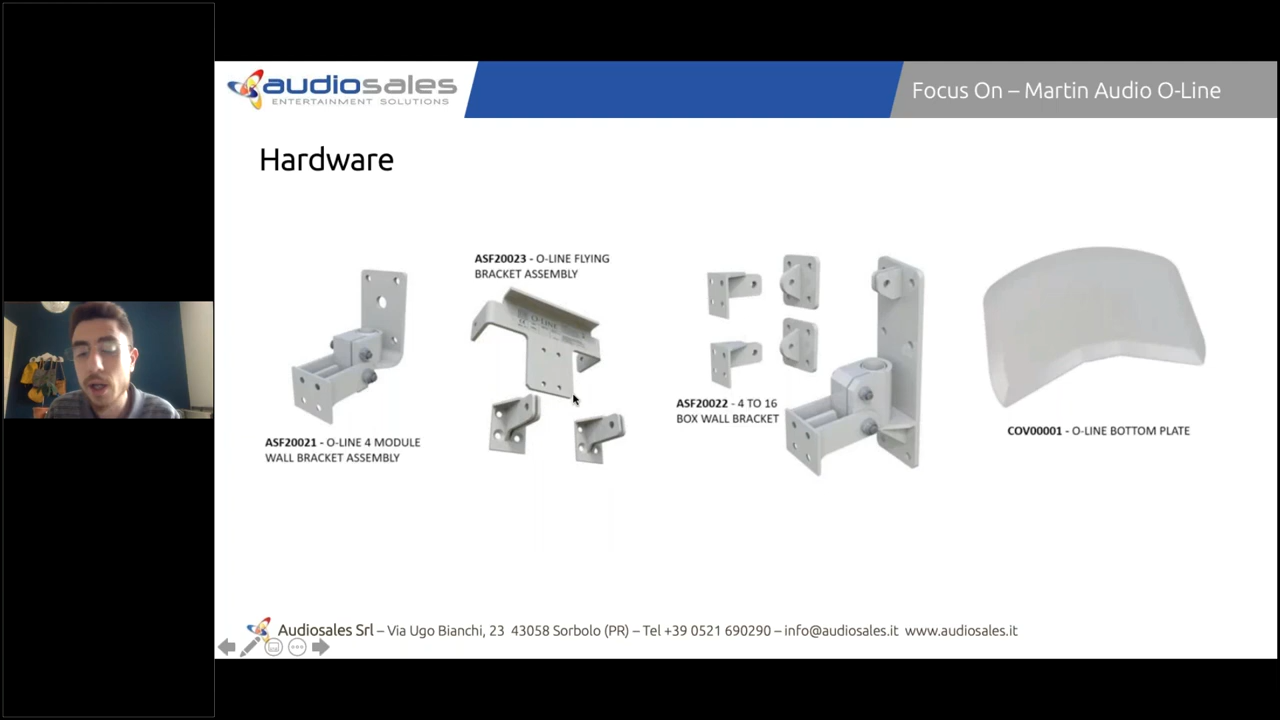 audiosales
ENTERTAINMENT SOLUTIONS
Focus On – Martin Audio O-Line
Hardware
ASF20023 - O-LINE FLYING
BRACKET ASSEMBLY
O-LINE
ASF20021 - O-LINE 4 MODULE
WALL BRACKET ASSEMBLY
ASF20022 - 4 TO 16
BOX WALL BRACKET
COV00001 - O-LINE BOTTOM PLATE
Audiosales Srl – Via Ugo Bianchi, 23 43058 Sorbolo (PR) – Tel +39 0521 690290 – info@audiosales.it www.audiosales.it